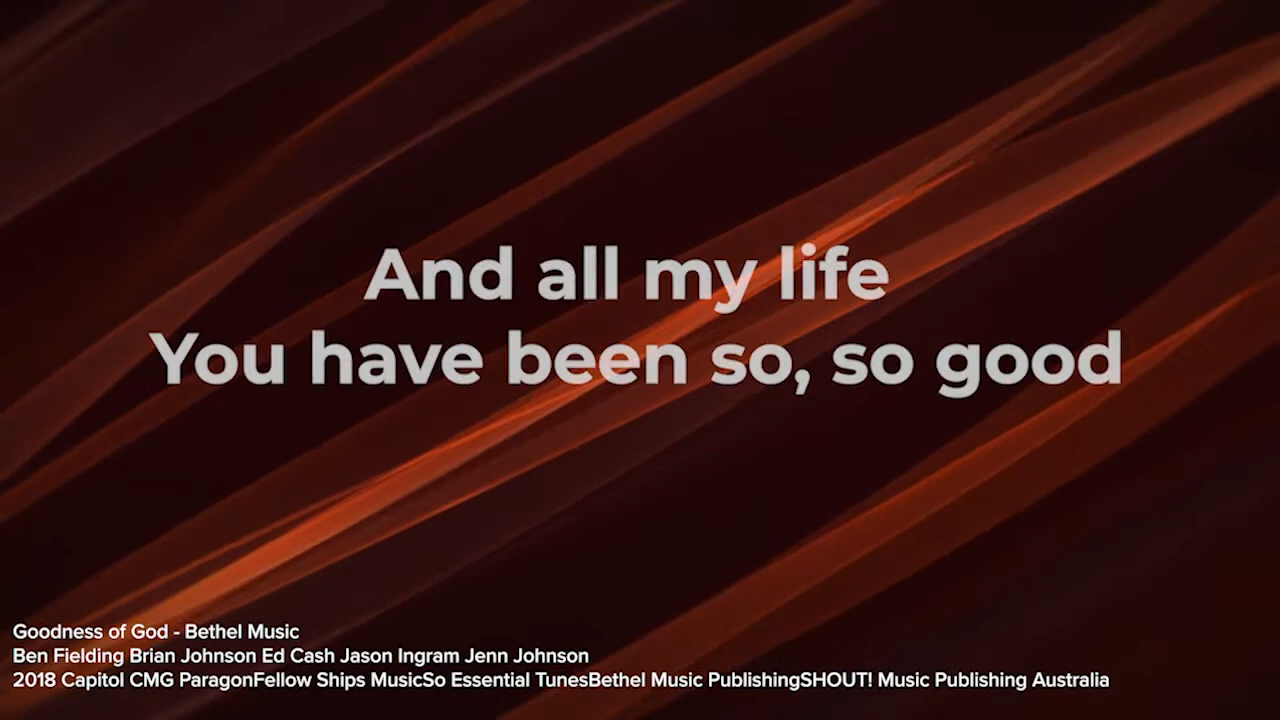 And all my life
You have been so, so good
Goodness of God - Bethel Music
Ben Fielding Brian Johnson Ed Cash Jason Ingram Jenn Johnson
2018 Capitol CMG ParagonFellow Ships MusicSo Essential TunesBethel Music PublishingSHOUT! Music Publishing Australia